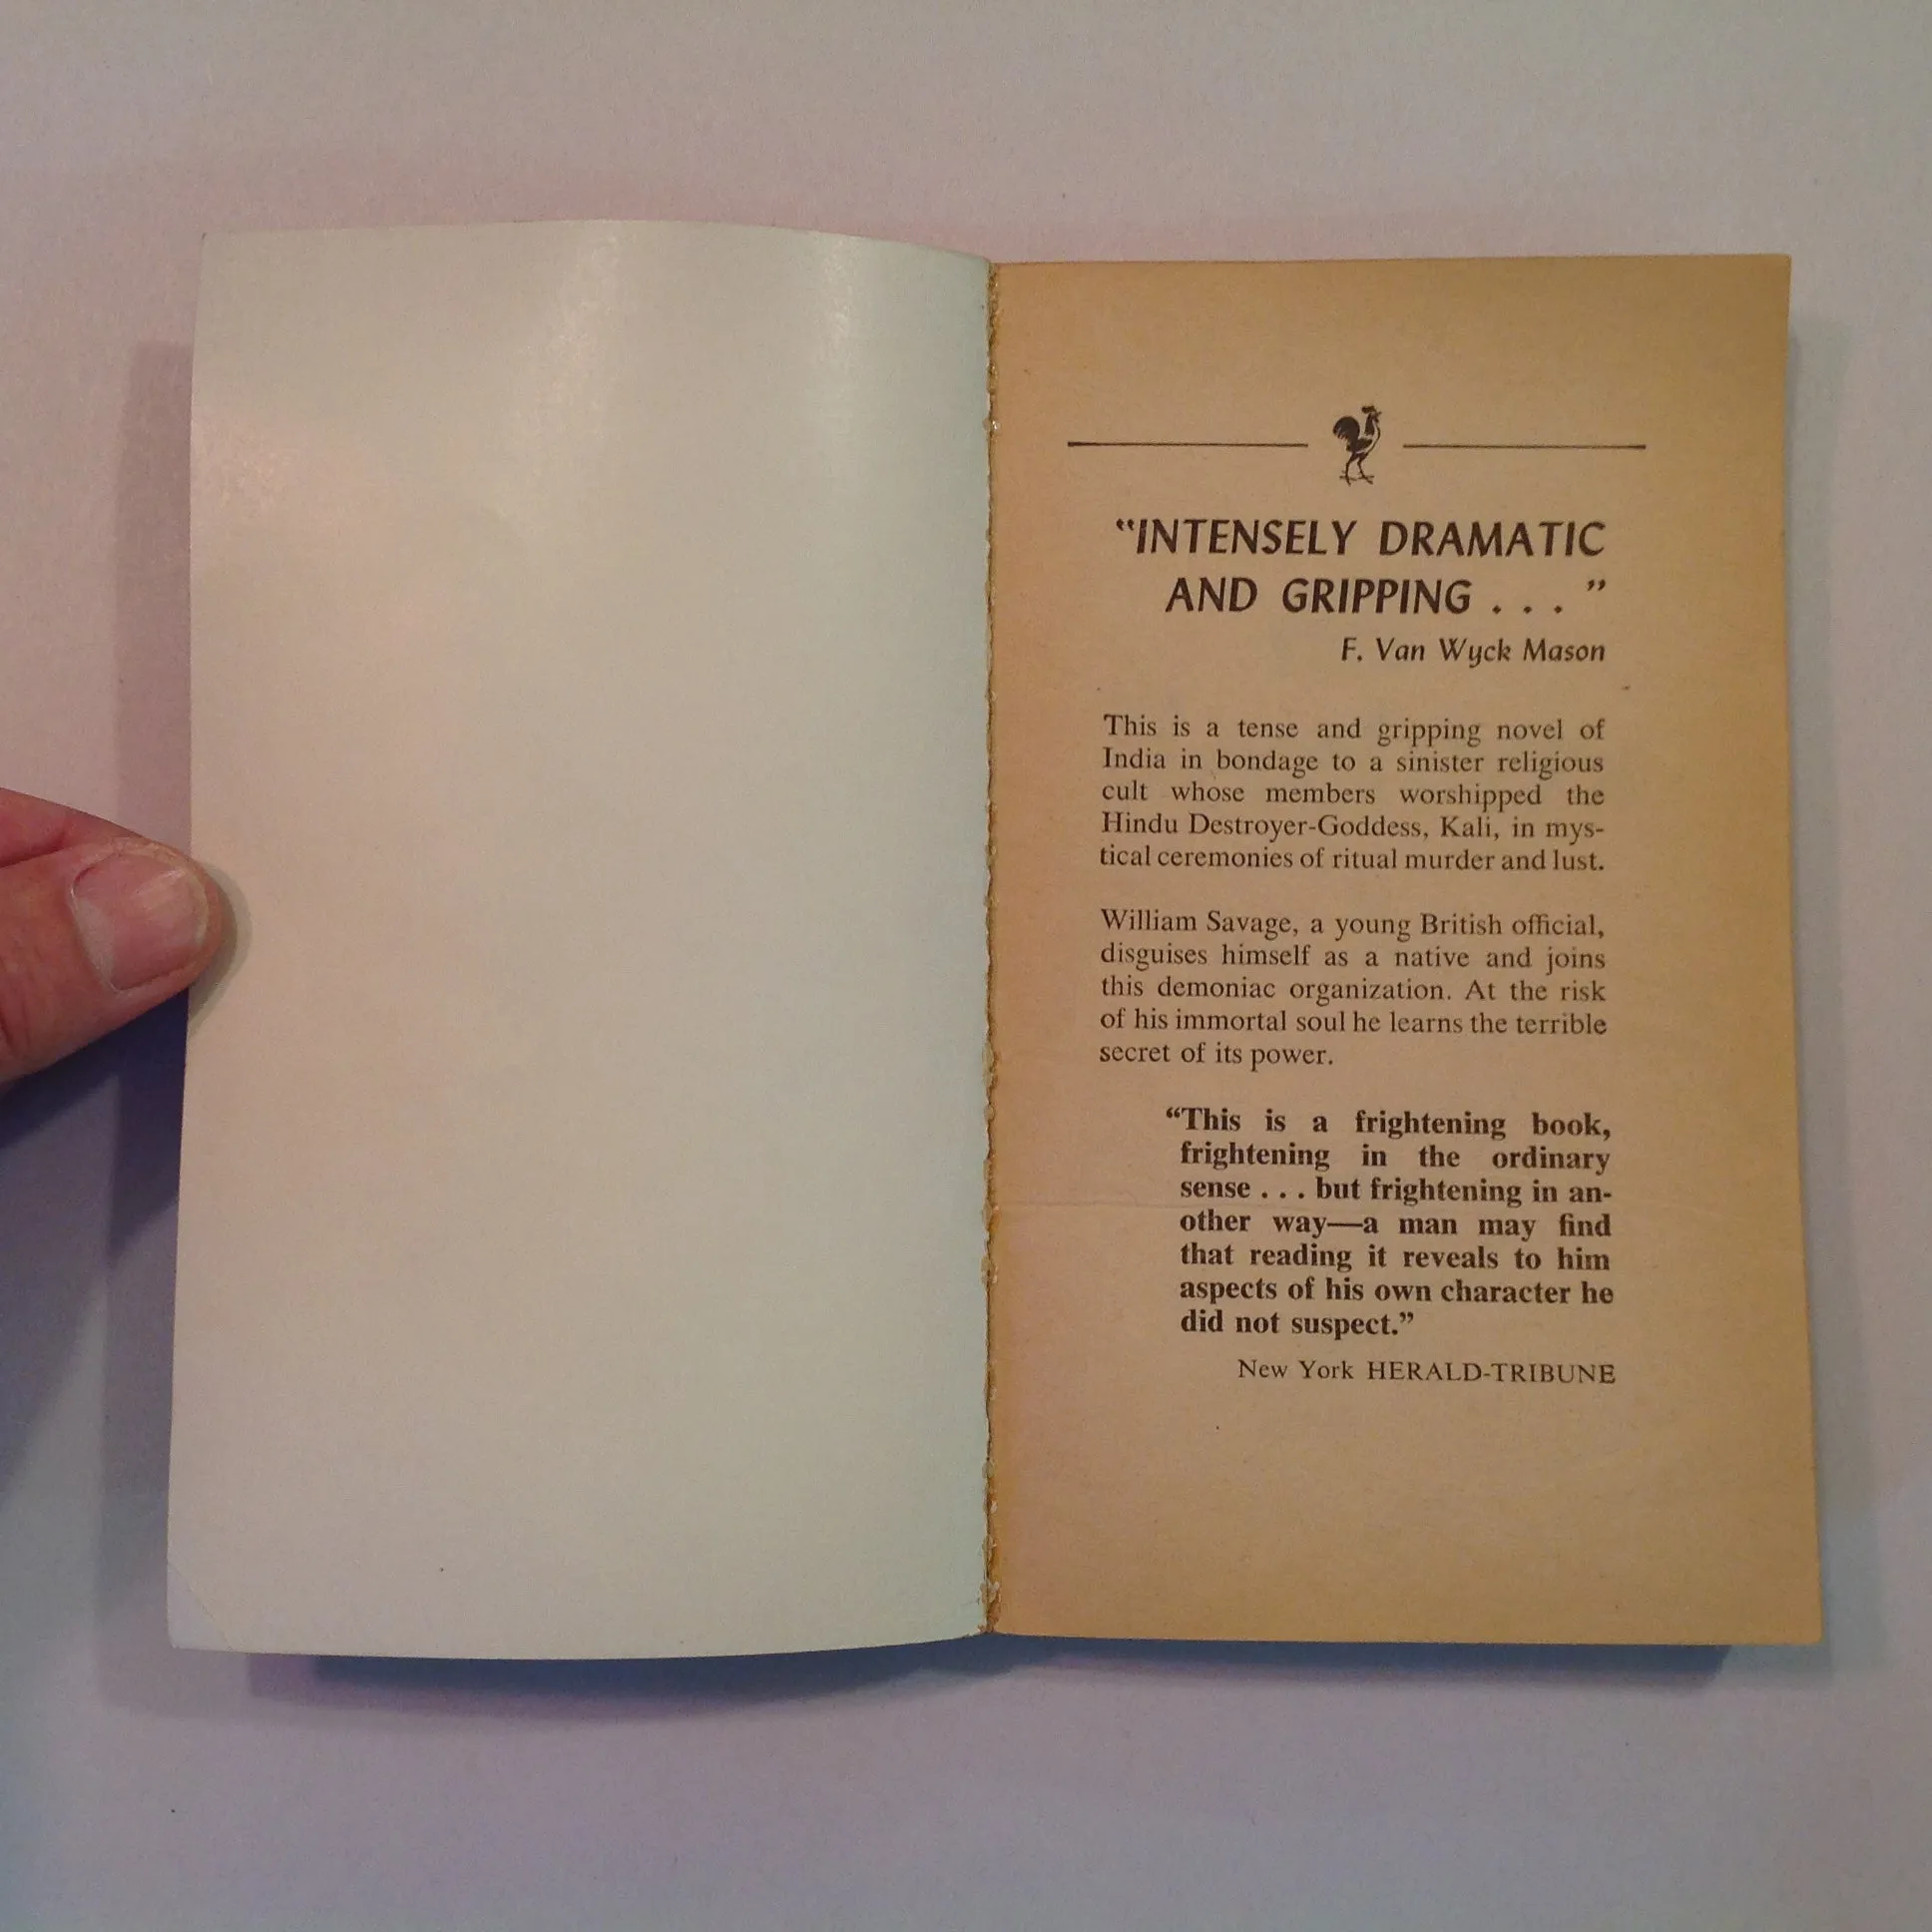 “INTENSELY DRAMATIC
AND GRIPPING . . . ”
F. Van Wyck Mason
This is a tense and gripping novel of
India in bondage to a sinister religious
cult whose members worshipped the
Hindu Destroyer-Goddess, Kali, in mys-
tical ceremonies of ritual murder and lust.
William Savage, a young British official,
disguises himself as a native and joins
this demoniac organization. At the risk
of his immortal soul he learns the terrible
secret of its power.
“This is a frightening book,
frightening in the ordinary
sense . . . but frightening in an-
other way—a man may find
that reading it reveals to him
aspects of his own character he
did not suspect.”
New York HERALD-TRIBUNE